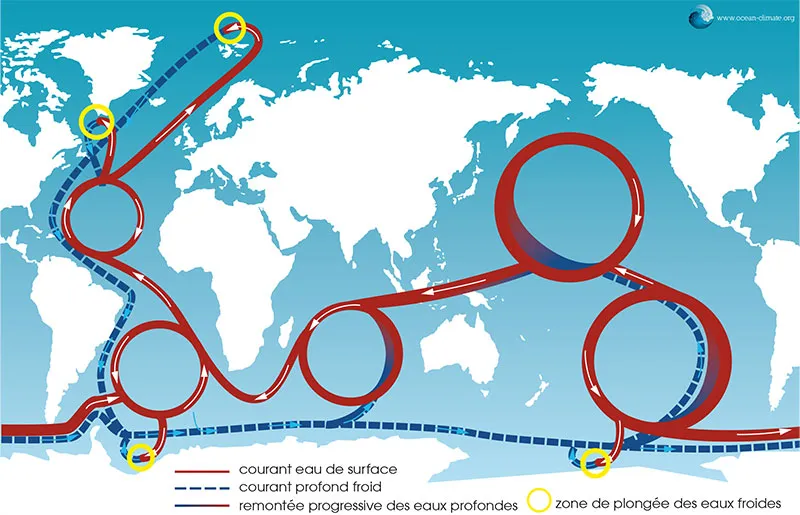 www.ocean-climate.org
courant eau de surface
courant profond froid
remontée progressive des eaux profondes
zone de plongée des eaux froides